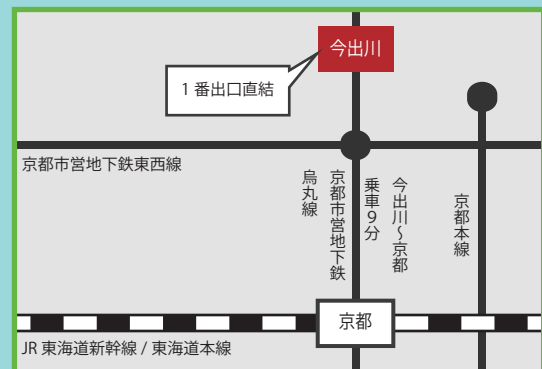 今出川
1 番出口直結
京都市営地下鉄東西線
京都市営地下鉄
烏丸線
今出川〜京都
乗車9分
京都本線
京都
JR 東海道新幹線 / 東海道本線